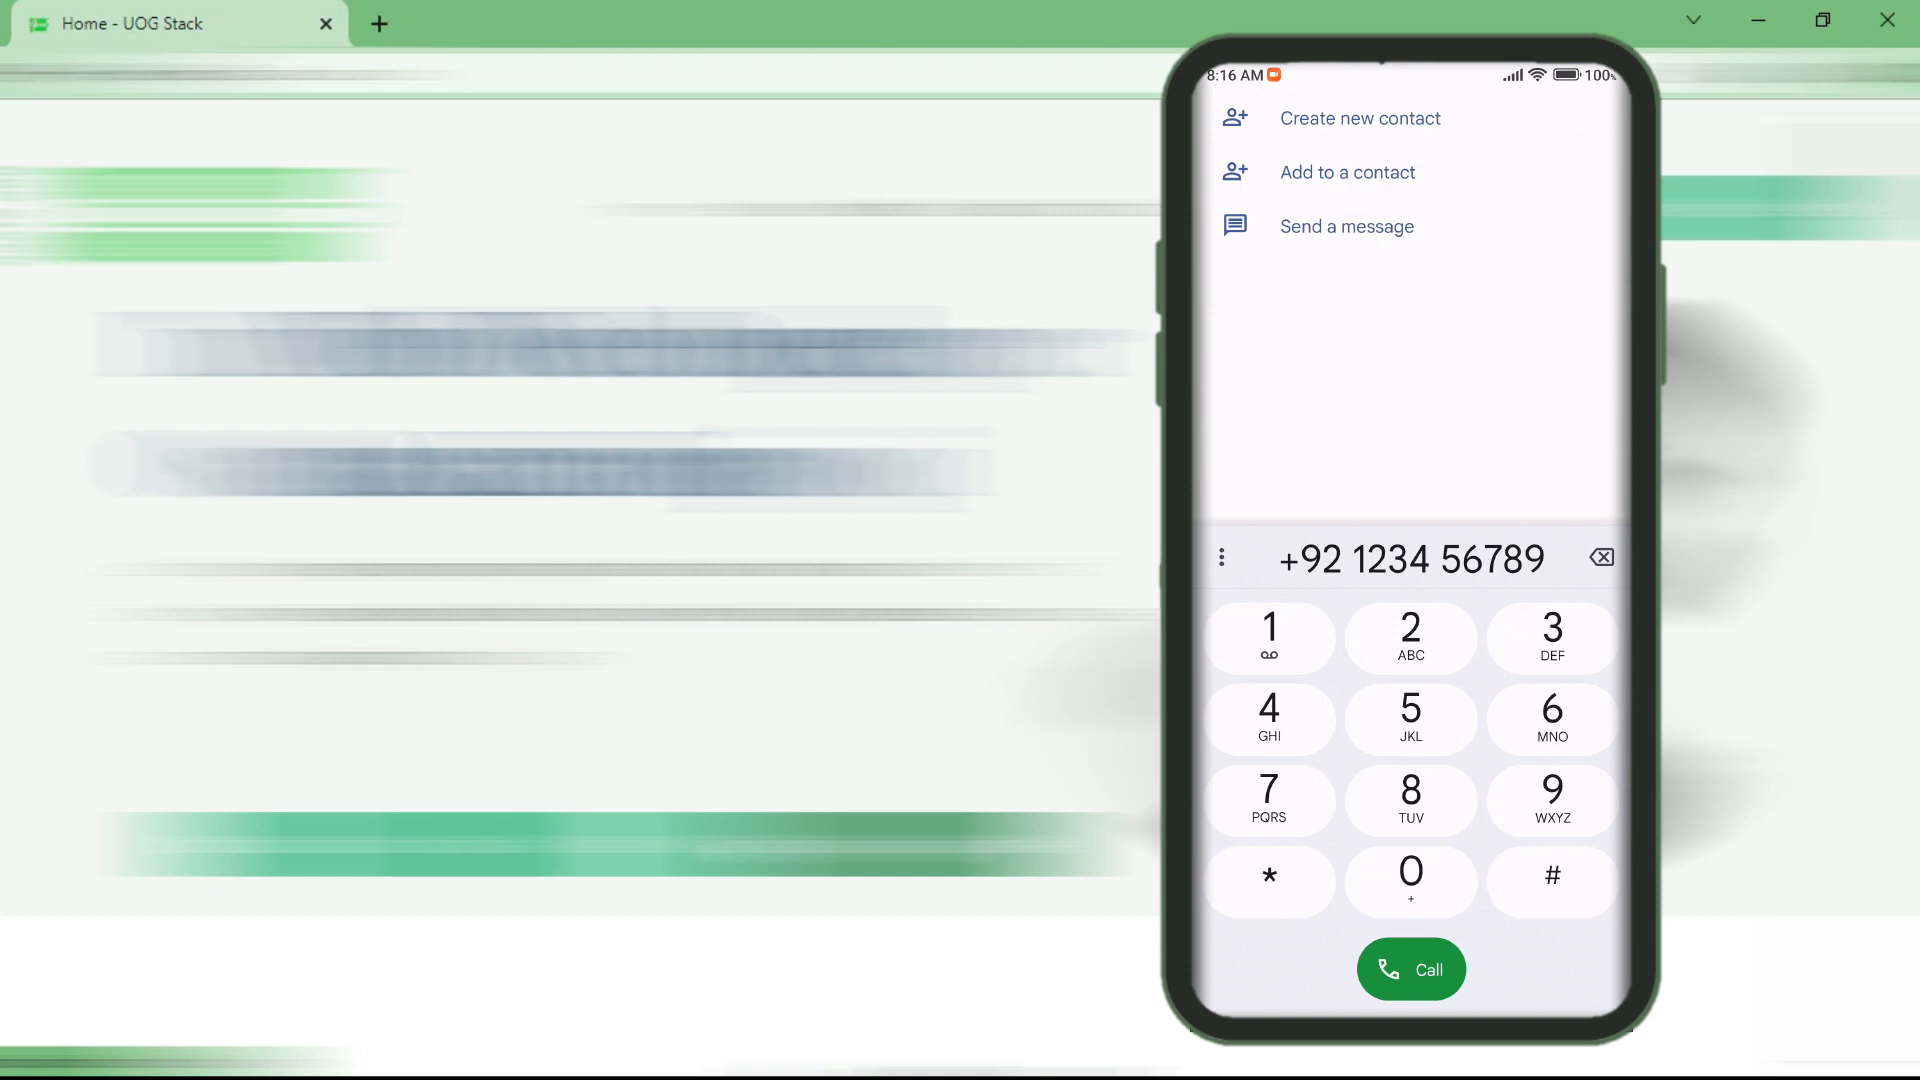 Home - UOG Stack
8:16 AM 100%
Create new contact
Add to a contact
Send a message
+92 1234 56789
1 2 3
ABC DEF
4 5 6
GHI JKL MNO
7 8 9
PQRS TUV WXYZ
* 0 #
+
Call